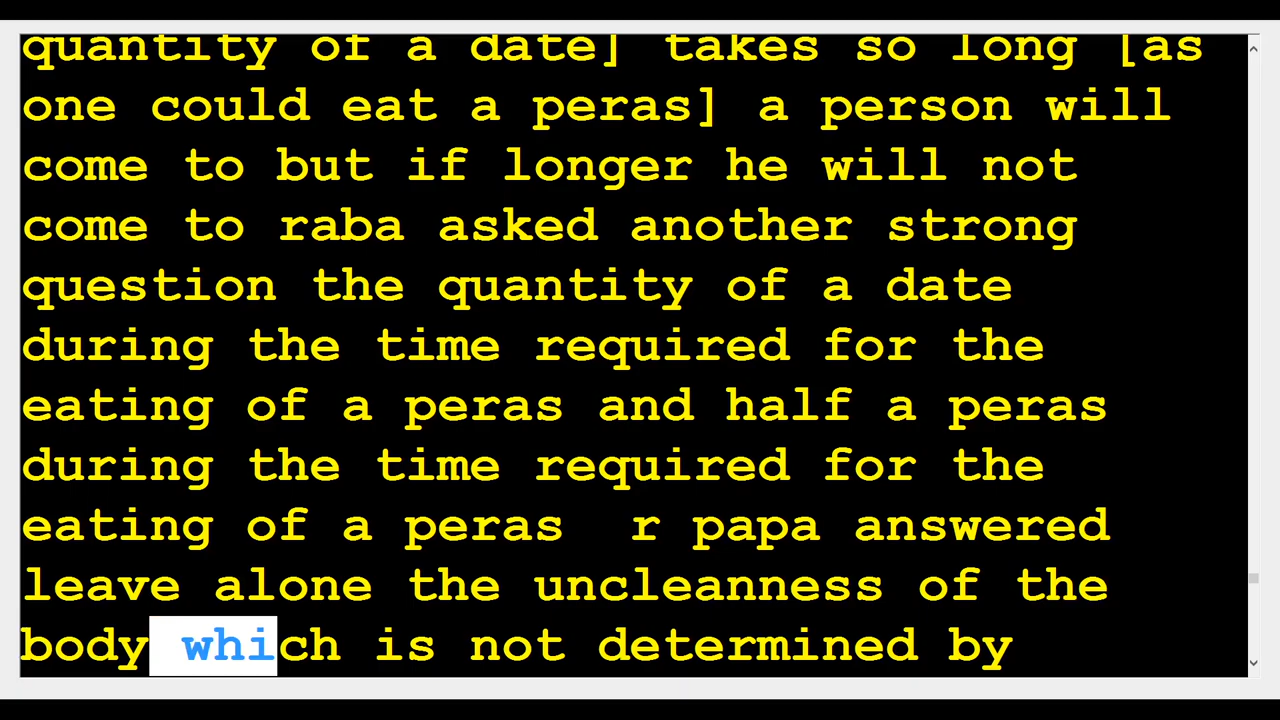 quantity of a date] takes so long [as
one could eat a peras] a person will
come to but if longer he will not
come to raba asked another strong
question the quantity of a date
during the time required for the
eating of a peras and half a peras
during the time required for the
eating of a peras  r papa answered
leave alone the uncleanness of the
body which is not determined by